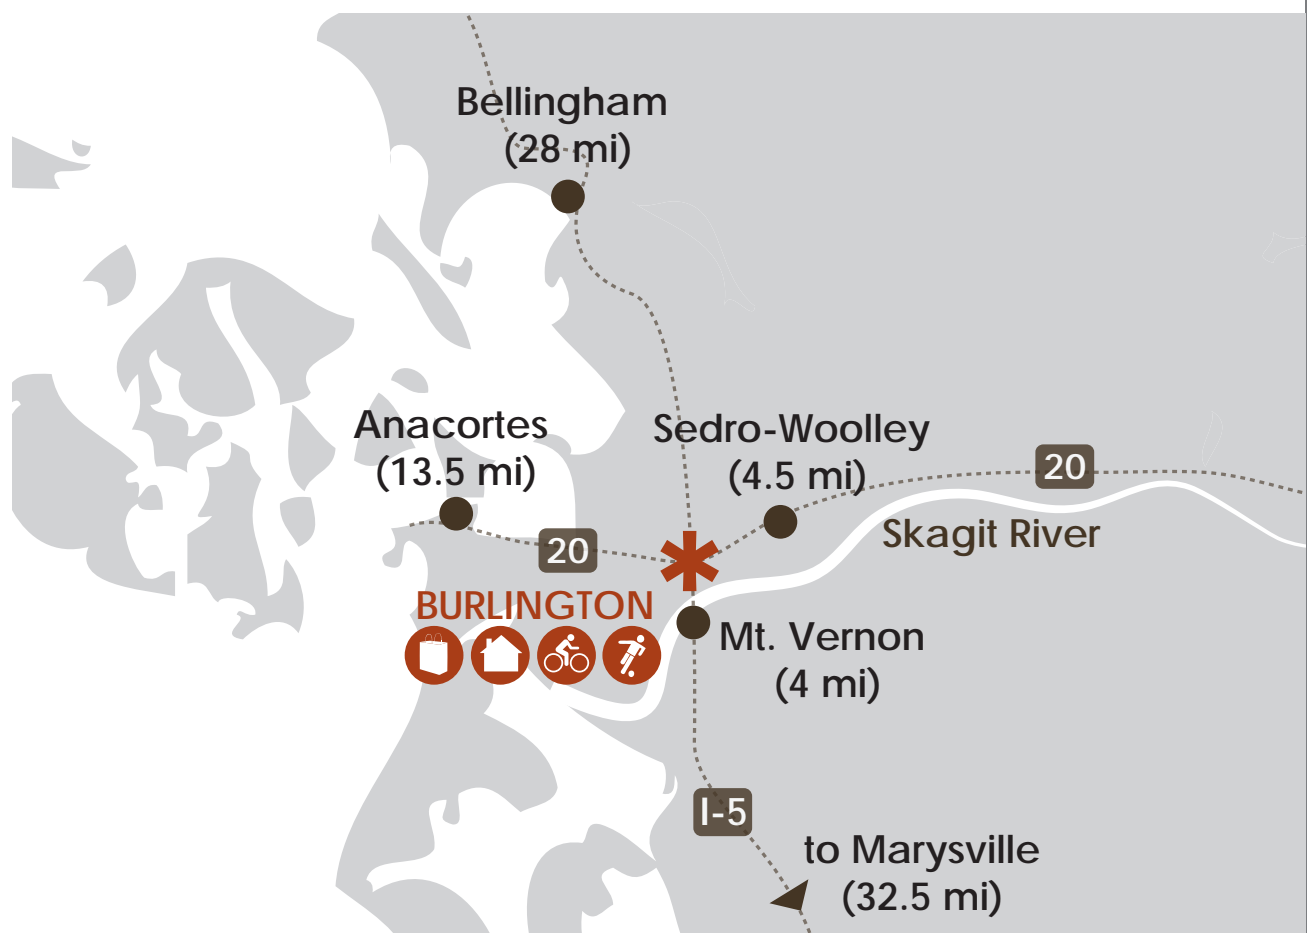 Bellingham
(28 mi)
Anacortes
(13.5 mi)
Sedro-Woolley
(4.5 mi)
20
Skagit River
20
BURLINGTON
Mt. Vernon
(4 mi)
I-5
to Marysville
(32.5 mi)